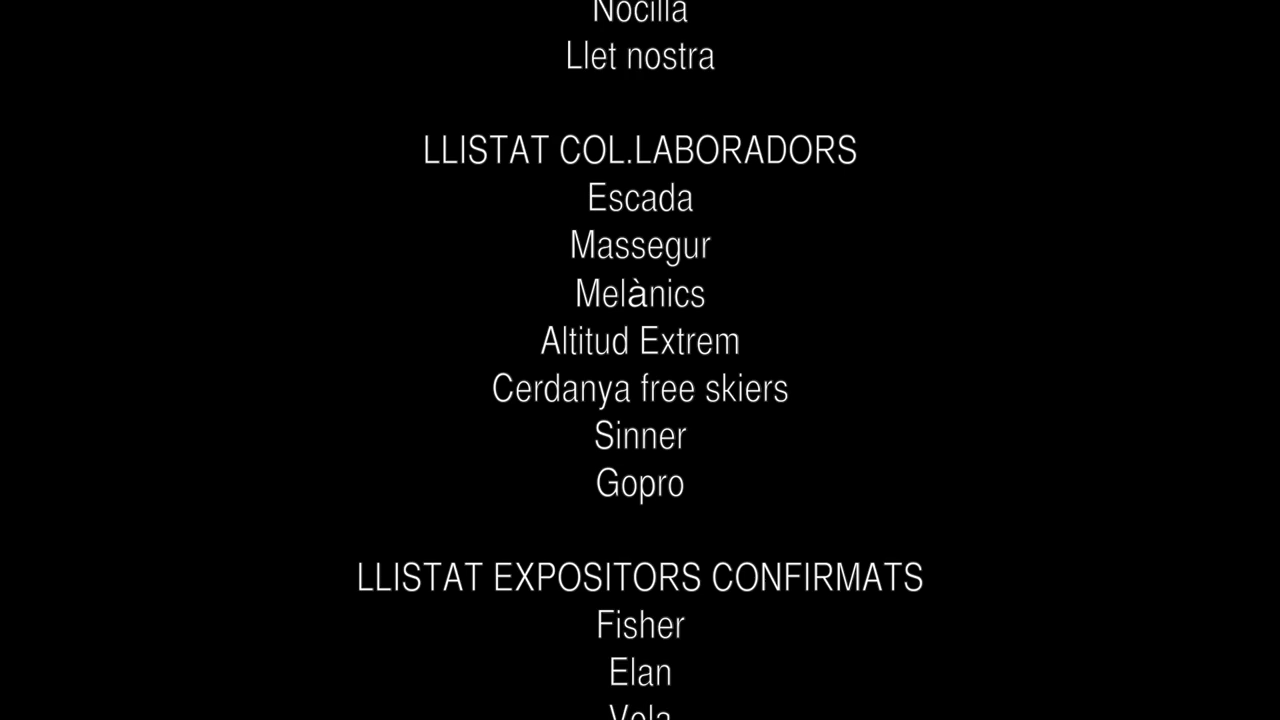 Nocilla
Llet nostra
LLISTAT COL.LABORADORS
Escada
Massegur
Melànics
Altitud Extrem
Cerdanya free skiers
Sinner
Gopro
LLISTAT EXPOSITORS CONFIRMATS
Fisher
Elan